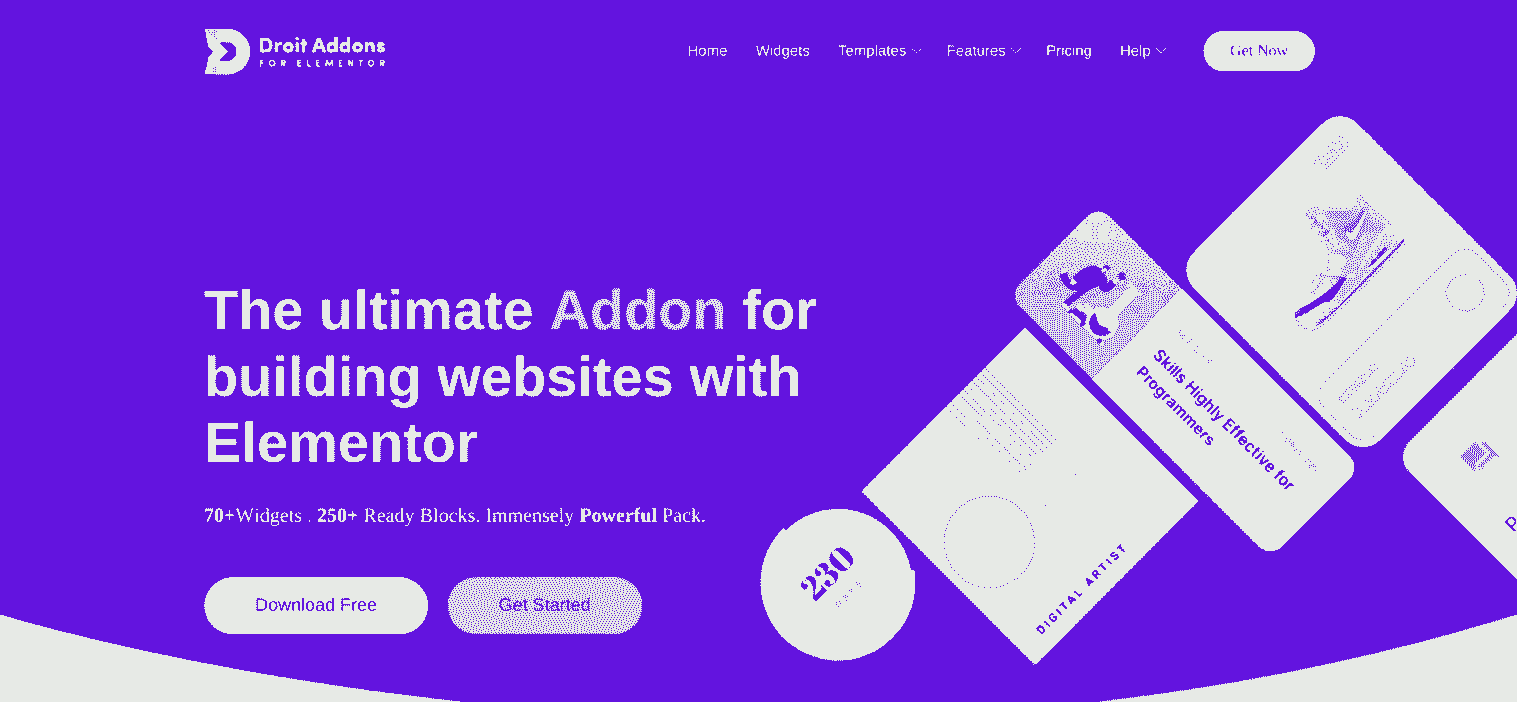 Droit Addons
FOR ELEMENTOR
Home
Widgets
Templates
Features
Pricing
Help
Get Now
The ultimate Addon for
building websites with
Elementor
70+Widgets . 250+ Ready Blocks. Immensely Powerful Pack.
Download Free
Get Started
230
DAYS
DIGITAL ARTIST
Skills Highly Effective for
Programmers